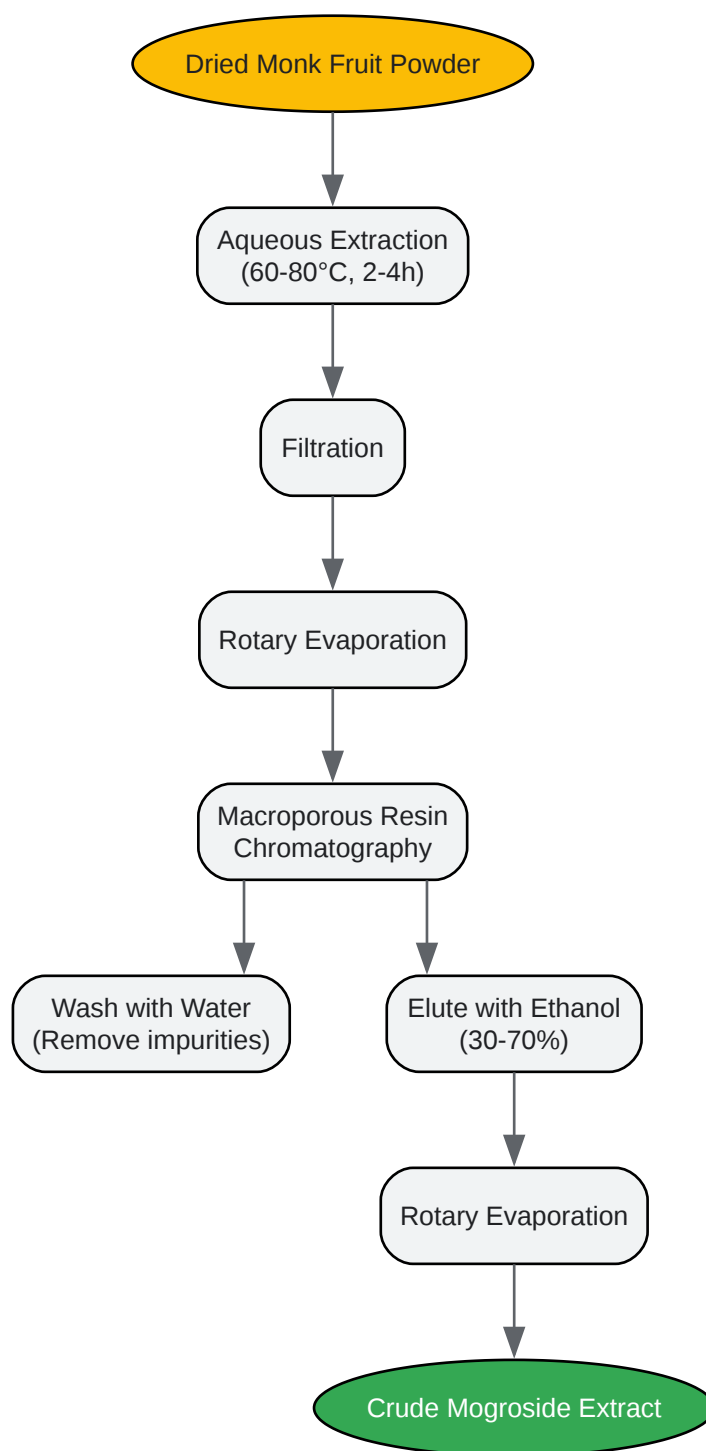 Dried Monk Fruit Powder
Aqueous Extraction
(60-80°C, 2-4h)
Filtration
Rotary Evaporation
Macroporous Resin
Chromatography
Wash with Water
(Remove impurities)
Elute with Ethanol
(30-70%)
Rotary Evaporation
Crude Mogroside Extract